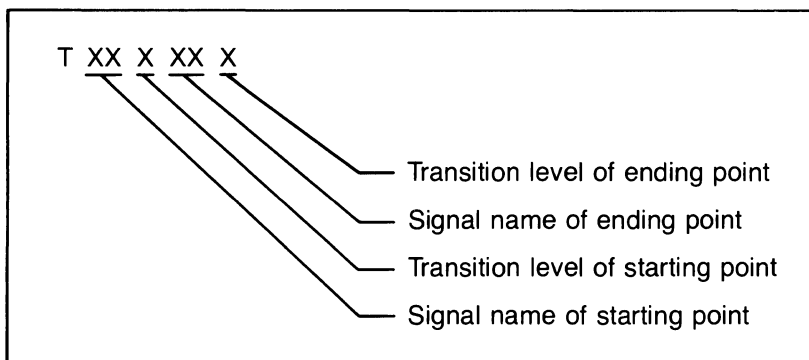 T XX X XX X
Transition level of ending point
Signal name of ending point
Transition level of starting point
Signal name of starting point